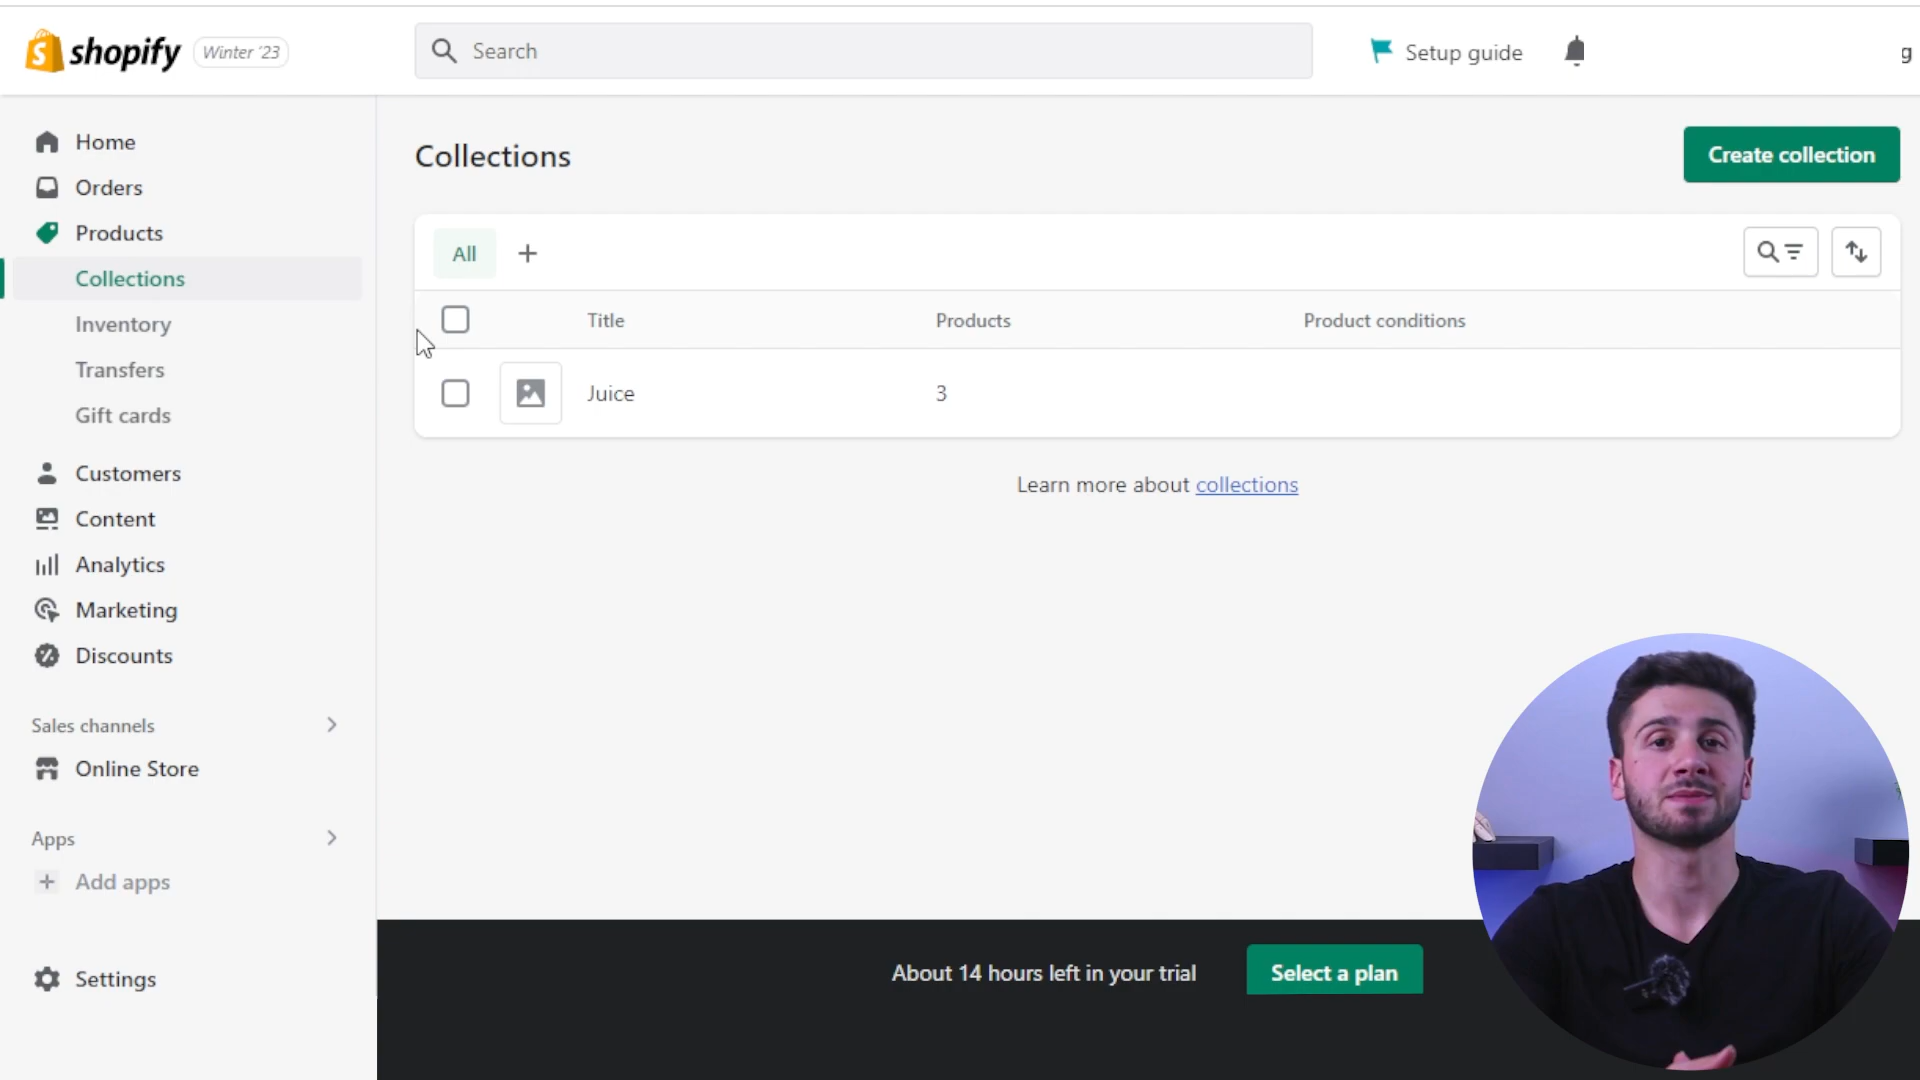 shopify Winter '23
Search
Setup guide
g
Home
Orders
Products
Collections
Inventory
Transfers
Gift cards
Customers
Content
Analytics
Marketing
Discounts
Sales channels
Online Store
Apps
Add apps
Settings
Collections
Create collection
All
Title Products Product conditions
Juice 3
Learn more about collections
About 14 hours left in your trial
Select a plan